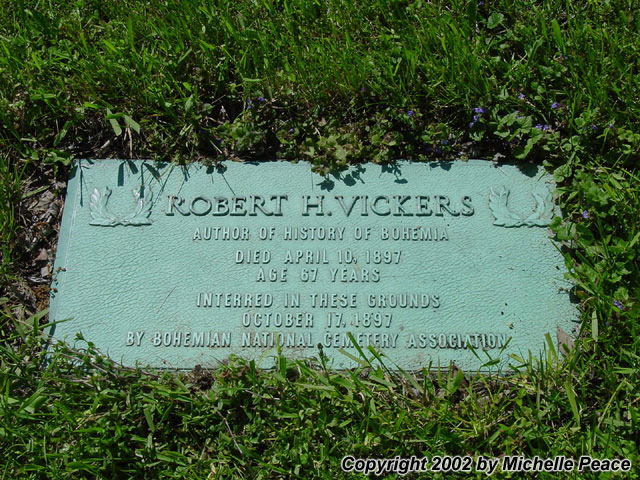 ROBERT H. VICKERS
AUTHOR OF HISTORY OF BOHEMIA
DIED APRIL 10, 1897
AGE 67 YEARS
INTERRED IN THESE GROUNDS
OCTOBER 17, 1897
BY BOHEMIAN NATIONAL CEMETERY ASSOCIATION
Copyright 2002 by Michelle Peace